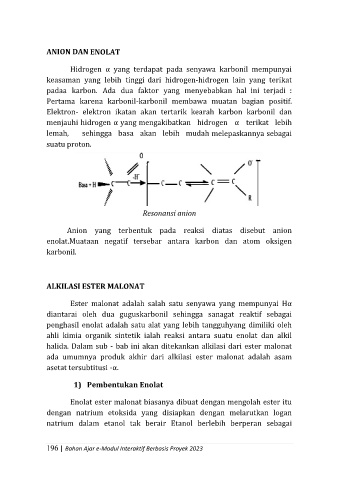 ANION DAN ENOLAT
Hidrogen α yang terdapat pada senyawa karbonil mempunyai
keasaman yang lebih tinggi dari hidrogen-hidrogen lain yang terikat
padaa karbon. Ada dua faktor yang menyebabkan hal ini terjadi :
Pertama karena karbonil-karbonil membawa muatan bagian positif.
Elektron- elektron ikatan akan tertarik kearah karbon karbonil dan
menjauhi hidrogen α yang mengakibatkan hidrogen α terikat lebih
lemah, sehingga basa akan lebih mudah melepaskannya sebagai
suatu proton.
O O⁻
Basa + H C C -H⁻ C C C C
R
Resonansi anion
Anion yang terbentuk pada reaksi diatas disebut anion
enolat.Muataan negatif tersebar antara karbon dan atom oksigen
karbonil.
ALKILASI ESTER MALONAT
Ester malonat adalah salah satu senyawa yang mempunyai Hα
diantarai oleh dua guguskarbonil sehingga sanagat reaktif sebagai
penghasil enolat adalah satu alat yang lebih tangguhyang dimiliki oleh
ahli kimia organik sintetik ialah reaksi antara suatu enolat dan alkil
halida. Dalam sub - bab ini akan ditekankan alkilasi dari ester malonat
ada umumnya produk akhir dari alkilasi ester malonat adalah asam
asetat tersubtitusi -α.
1) Pembentukan Enolat
Enolat ester malonat biasanya dibuat dengan mengolah ester itu
dengan natrium etoksida yang disiapkan dengan melarutkan logan
natrium dalam etanol tak berair Etanol berlebih berperan sebagai
196 | Bahan Ajar e-Modul Interaktif Berbasis Proyek 2023